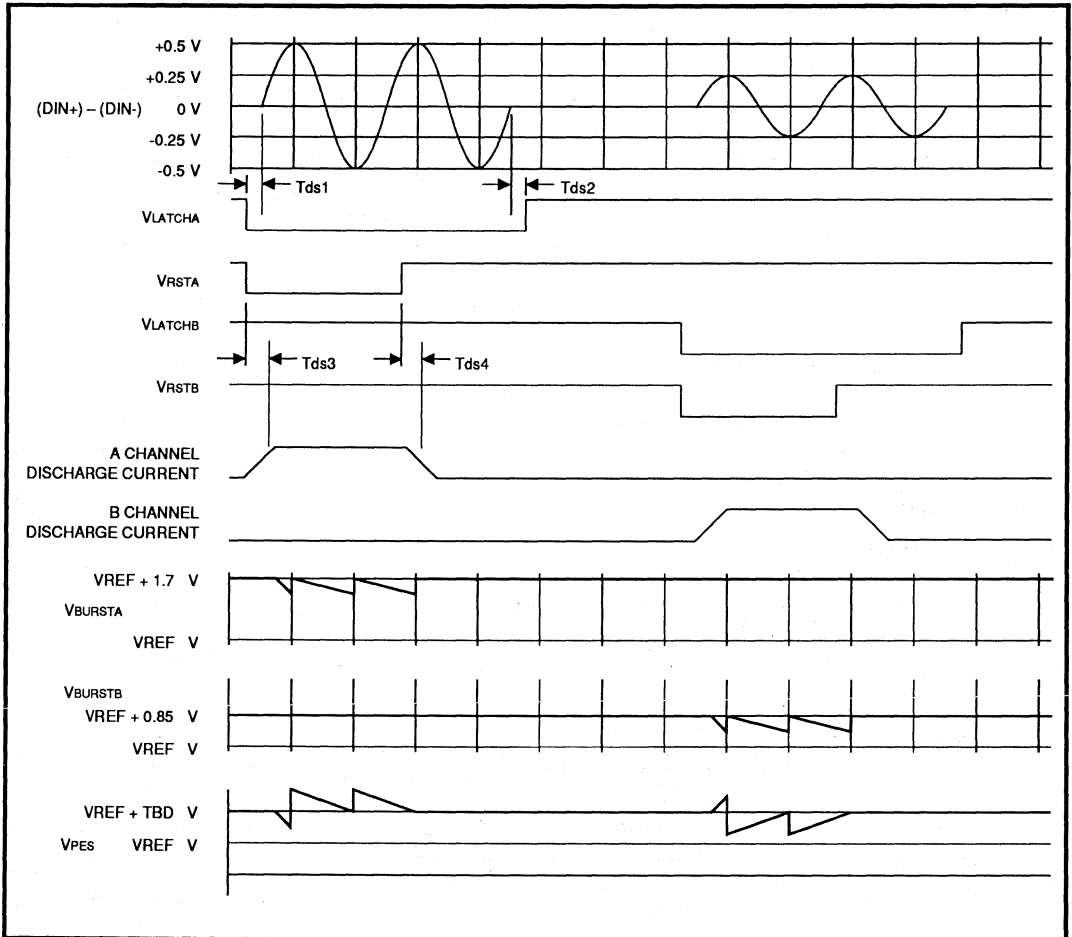 +0.5 V
+0.25 V
(DIN+) – (DIN-) 0 V
-0.25 V
-0.5 V
Tds1
Tds2
VLATCHA
VRSTA
VLATCHB
Tds3
Tds4
VRSTB
A CHANNEL
DISCHARGE CURRENT
B CHANNEL
DISCHARGE CURRENT
VREF + 1.7 V
VBURSTA
VREF V
VBURSTB
VREF + 0.85 V
VREF V
VREF + TBD V
VPES VREF V